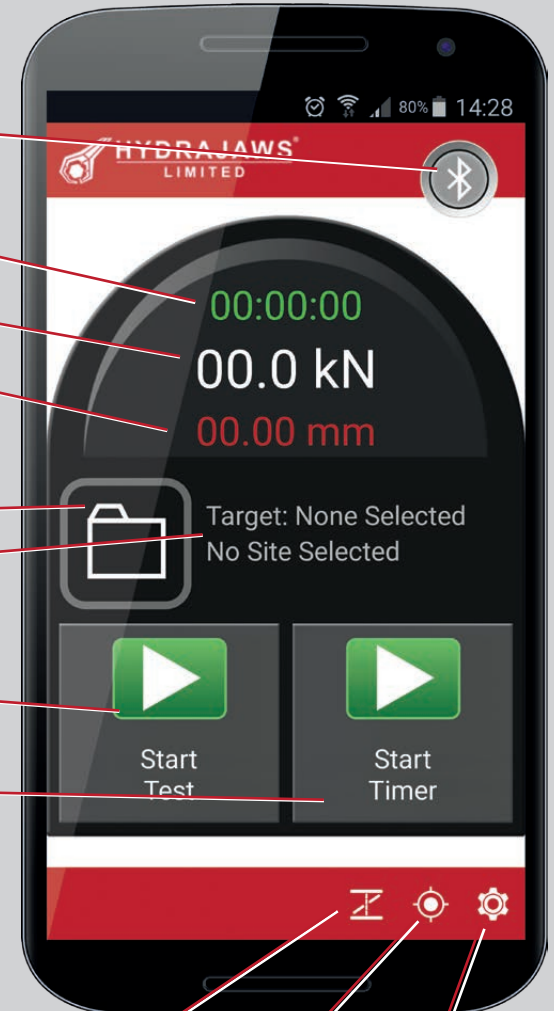 80% 14:28
HYDRAJAWS®
LIMITED
00:00:00
00.0 kN
00.00 mm
Target: None Selected
No Site Selected
Start
Test
Start
Timer